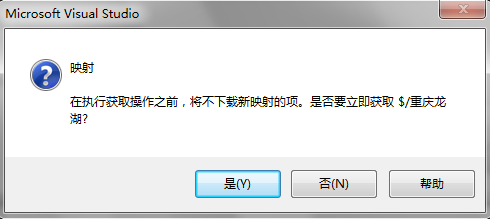 Microsoft Visual Studio
映射
在执行获取操作之前，将不下载新映射的项。是否要立即获取 $/重庆龙
湖?
是(Y)
否(N)
帮助